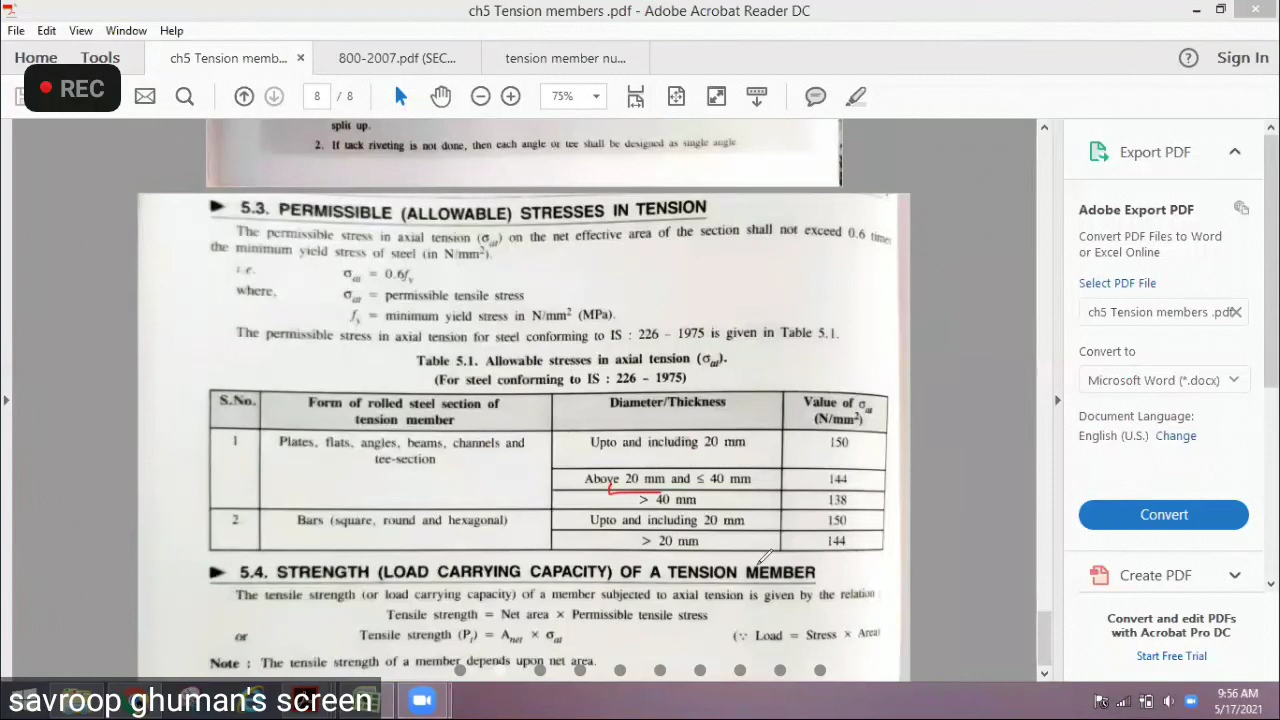 ch5 Tension members .pdf - Adobe Acrobat Reader DC
File Edit View Window Help
Home Tools ch5 Tension memb... × 800-2007.pdf (SEC... tension member nu... Sign In
REC 8 / 8 75%
split up.
2. If tack riveting is not done, then each angle or tee shall be designed as single angle
5.3. PERMISSIBLE (ALLOWABLE) STRESSES IN TENSION
The permissible stress in axial tension (σat) on the net effective area of the section shall not exceed 0.6 times
the minimum yield stress of steel (in N/mm²).
i.e. σat = 0.6fy
where, σat = permissible tensile stress
fy = minimum yield stress in N/mm² (MPa).
The permissible stress in axial tension for steel conforming to IS : 226 – 1975 is given in Table 5.1.
Table 5.1. Allowable stresses in axial tension (σat).
(For steel conforming to IS : 226 – 1975)
S.No. Form of rolled steel section of tension member Diameter/Thickness Value of σat (N/mm²)
1 Plates, flats, angles, beams, channels and tee-section Upto and including 20 mm 150
Above 20 mm and ≤ 40 mm 144
> 40 mm 138
2 Bars (square, round and hexagonal) Upto and including 20 mm 150
> 20 mm 144
5.4. STRENGTH (LOAD CARRYING CAPACITY) OF A TENSION MEMBER
The tensile strength (or load carrying capacity) of a member subjected to axial tension is given by the relation
Tensile strength = Net area × Permissible tensile stress
or Tensile strength (Pt) = Anet × σat (∵ Load = Stress × Area)
Note : The tensile strength of a member depends upon net area.
Export PDF
Adobe Export PDF
Convert PDF Files to Word
or Excel Online
Select PDF File
ch5 Tension members .pdf
Convert to
Microsoft Word (*.docx)
Document Language:
English (U.S.) Change
Convert
Create PDF
Convert and edit PDFs
with Acrobat Pro DC
Start Free Trial
savroop ghuman's screen
9:56 AM
5/17/2021